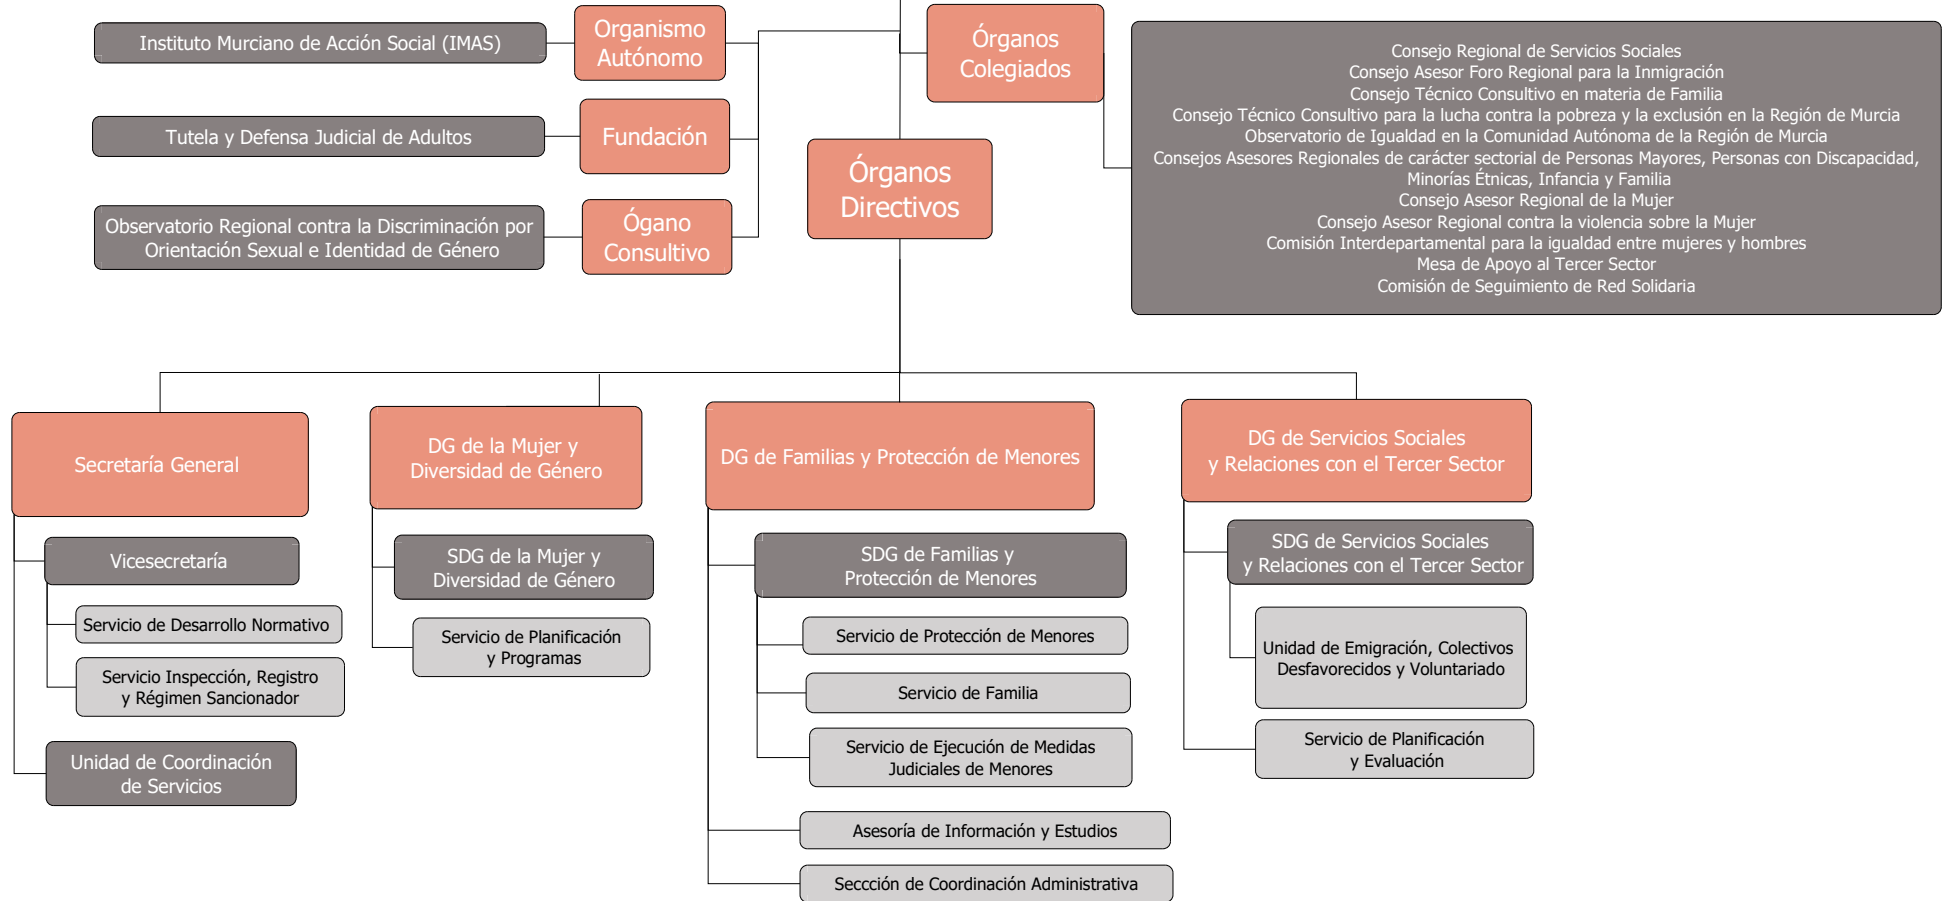 Instituto Murciano de Acción Social (IMAS)
Organismo
Autónomo
Tutela y Defensa Judicial de Adultos
Fundación
Observatorio Regional contra la Discriminación por
Orientación Sexual e Identidad de Género
Ógano
Consultivo
Órganos
Colegiados
Consejo Regional de Servicios Sociales
Consejo Asesor Foro Regional para la Inmigración
Consejo Técnico Consultivo en materia de Familia
Consejo Técnico Consultivo para la lucha contra la pobreza y la exclusión en la Región de Murcia
Observatorio de Igualdad en la Comunidad Autónoma de la Región de Murcia
Consejos Asesores Regionales de carácter sectorial de Personas Mayores, Personas con Discapacidad,
Minorías Étnicas, Infancia y Familia
Consejo Asesor Regional de la Mujer
Consejo Asesor Regional contra la violencia sobre la Mujer
Comisión Interdepartamental para la igualdad entre mujeres y hombres
Mesa de Apoyo al Tercer Sector
Comisión de Seguimiento de Red Solidaria
Órganos
Directivos
Secretaría General
Vicesecretaría
Servicio de Desarrollo Normativo
Servicio Inspección, Registro
y Régimen Sancionador
Unidad de Coordinación
de Servicios
DG de la Mujer y
Diversidad de Género
SDG de la Mujer y
Diversidad de Género
Servicio de Planificación
y Programas
DG de Familias y Protección de Menores
SDG de Familias y
Protección de Menores
Servicio de Protección de Menores
Servicio de Familia
Servicio de Ejecución de Medidas
Judiciales de Menores
Asesoría de Información y Estudios
Seccción de Coordinación Administrativa
DG de Servicios Sociales
y Relaciones con el Tercer Sector
SDG de Servicios Sociales
y Relaciones con el Tercer Sector
Unidad de Emigración, Colectivos
Desfavorecidos y Voluntariado
Servicio de Planificación
y Evaluación